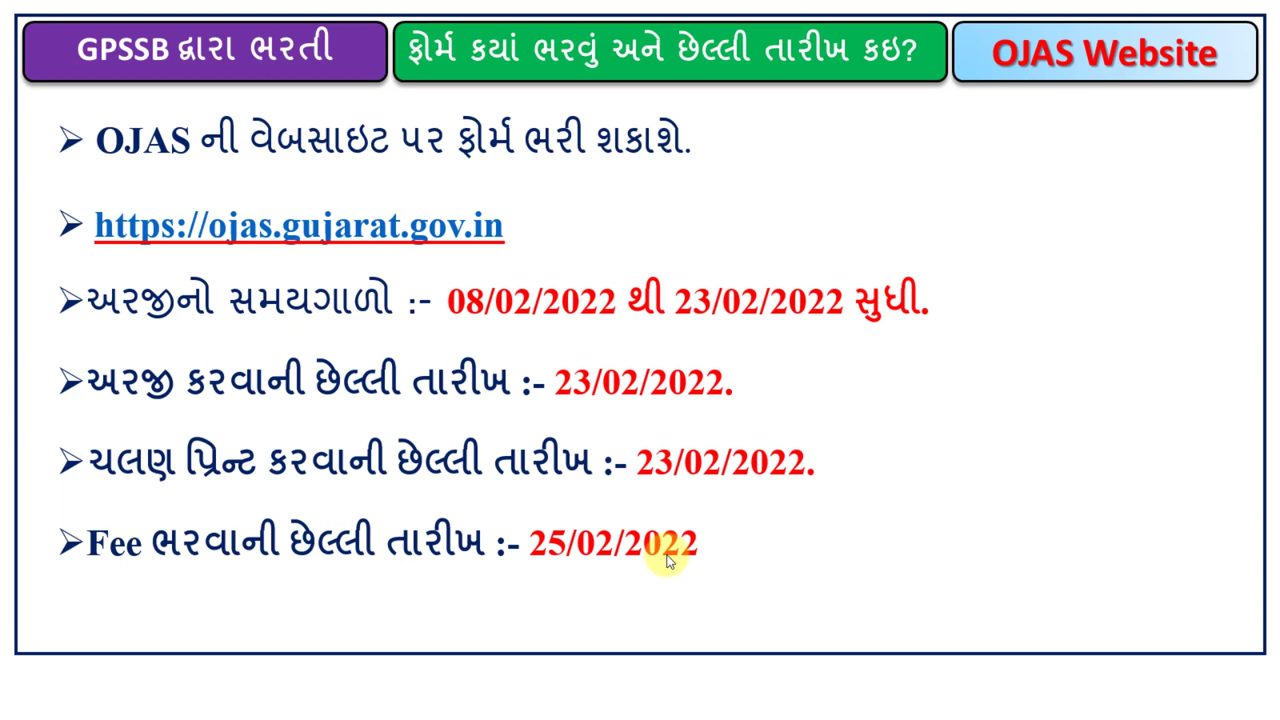 GPSSB દ્વારા ભરતી
ફોર્મ કયાં ભરવું અને છેલ્લી તારીખ કઇ?
OJAS Website
➢ OJAS ની વેબસાઇટ પર ફોર્મ ભરી શકાશે.
➢ https://ojas.gujarat.gov.in
➢અરજીનો સમયગાળો :- 08/02/2022 થી 23/02/2022 સુધી.
➢અરજી કરવાની છેલ્લી તારીખ :- 23/02/2022.
➢ચલણ પ્રિન્ટ કરવાની છેલ્લી તારીખ :- 23/02/2022.
➢Fee ભરવાની છેલ્લી તારીખ :- 25/02/2022